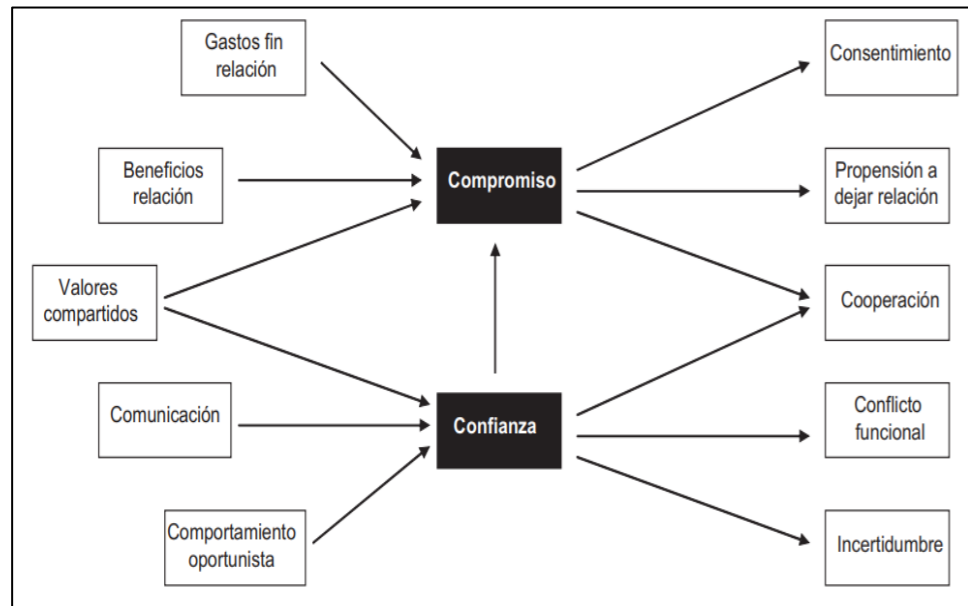 Gastos fin
relación
Consentimiento
Beneficios
relación
Compromiso
Propensión a
dejar relación
Valores
compartidos
Cooperación
Comunicación
Confianza
Conflicto
funcional
Comportamiento
oportunista
Incertidumbre